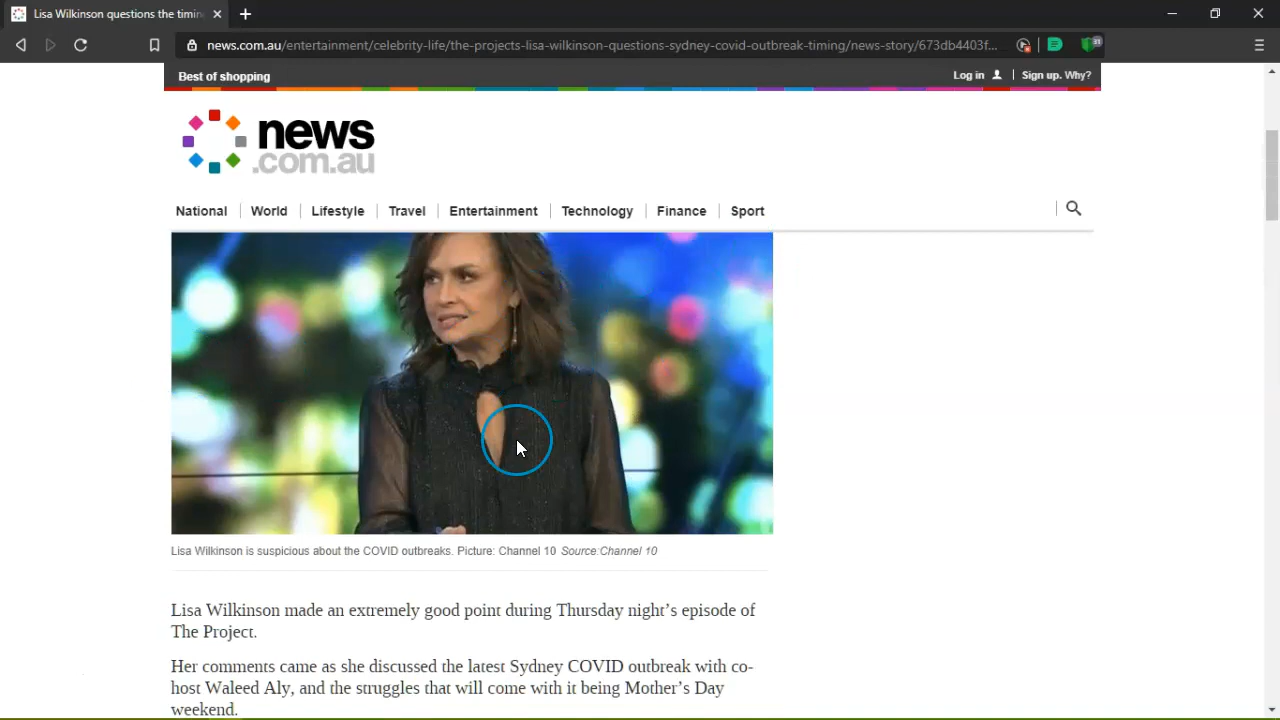 Lisa Wilkinson questions the timin
news.com.au/entertainment/celebrity-life/the-projects-lisa-wilkinson-questions-sydney-covid-outbreak-timing/news-story/673db4403f...
31
Best of shopping
Log in
Sign up. Why?
news
.com.au
National
World
Lifestyle
Travel
Entertainment
Technology
Finance
Sport
Lisa Wilkinson is suspicious about the COVID outbreaks. Picture: Channel 10 Source:Channel 10
Lisa Wilkinson made an extremely good point during Thursday night’s episode of
The Project.
Her comments came as she discussed the latest Sydney COVID outbreak with co-
host Waleed Aly, and the struggles that will come with it being Mother’s Day
weekend.